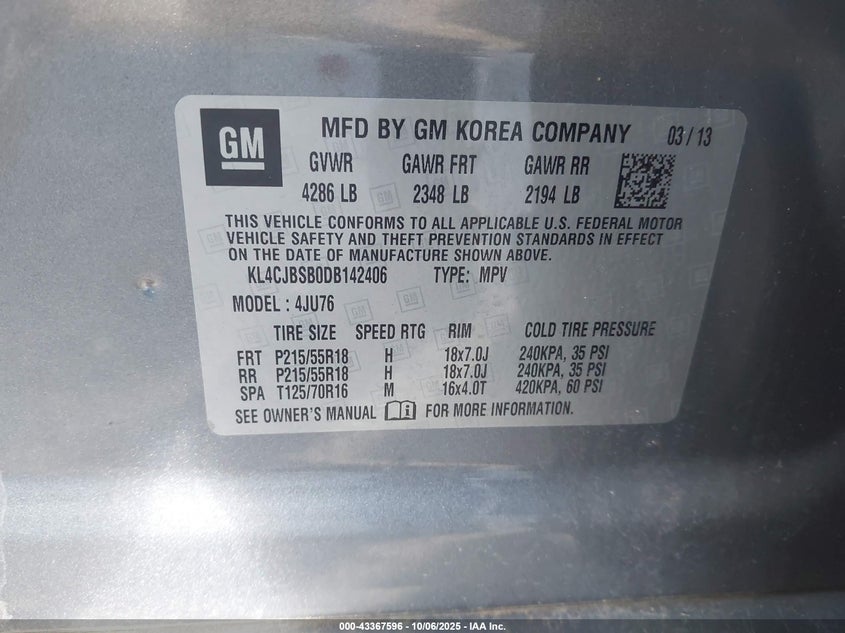 GM
MFD BY GM KOREA COMPANY 03/13
GVWR GAWR FRT GAWR RR
4286 LB 2348 LB 2194 LB
THIS VEHICLE CONFORMS TO ALL APPLICABLE U.S. FEDERAL MOTOR
VEHICLE SAFETY AND THEFT PREVENTION STANDARDS IN EFFECT
ON THE DATE OF MANUFACTURE SHOWN ABOVE.
KL4CJBSB0DB142406 TYPE: MPV
MODEL : 4JU76
TIRE SIZE SPEED RTG RIM COLD TIRE PRESSURE
FRT P215/55R18 H 18x7.0J 240KPA, 35 PSI
RR P215/55R18 H 18x7.0J 240KPA, 35 PSI
SPA T125/70R16 M 16x4.0T 420KPA, 60 PSI
SEE OWNER'S MANUAL FOR MORE INFORMATION.
000-43367596 - 10/06/2025 - IAA Inc.